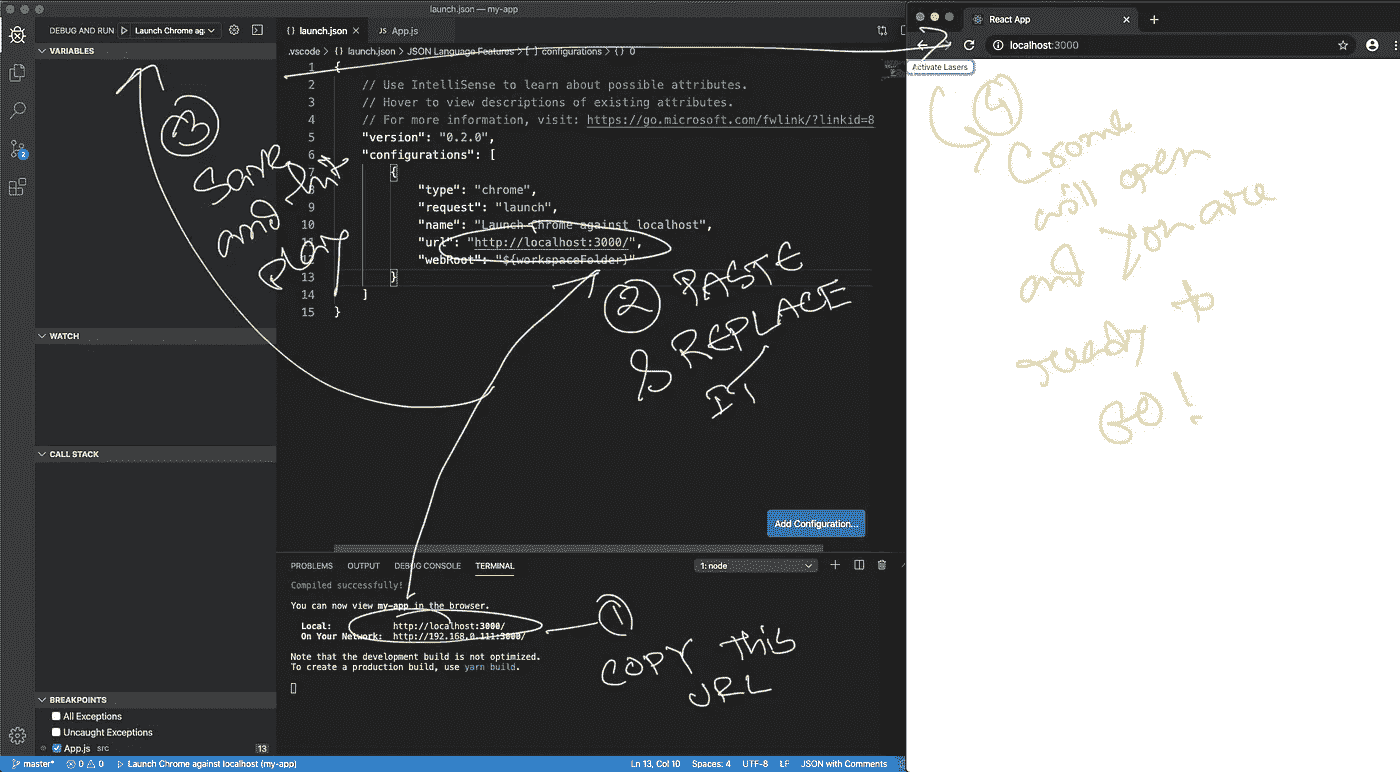 launch.json — my-app
DEBUG AND RUN Launch Chrome aga
launch.json
JS App.js
.vscode > {} launch.json > JSON Language Features > [ ] configurations > {} 0
VARIABLES
1 {
2 // Use IntelliSense to learn about possible attributes.
3 // Hover to view descriptions of existing attributes.
4 // For more information, visit: https://go.microsoft.com/fwlink/?linkid=8
5 "version": "0.2.0",
6 "configurations": [
7 {
8 "type": "chrome",
9 "request": "launch",
10 "name": "Launch Chrome against localhost",
11 "url": "http://localhost:3000/",
12 "webRoot": "${workspaceFolder}"
13 }
14 ]
15 }
3
Save
and hit
play
2 PASTE
& REPLACE
IT
2
WATCH
CALL STACK
Add Configuration...
PROBLEMS OUTPUT DEBUG CONSOLE TERMINAL
1: node
Compiled successfully!
You can now view my-app in the browser.
Local: http://localhost:3000/
On Your Network: http://192.168.0.111:3000/
Note that the development build is not optimized.
To create a production build, use yarn build.
1
COPY This
URL
BREAKPOINTS
All Exceptions
Uncaught Exceptions
App.js src 13
master* 0 0 Launch Chrome against localhost (my-app)
Ln 13, Col 10 Spaces: 4 UTF-8 LF JSON with Comments
React App
localhost:3000
Activate Lasers
4
Crome
will open
and You are
ready to
GO!